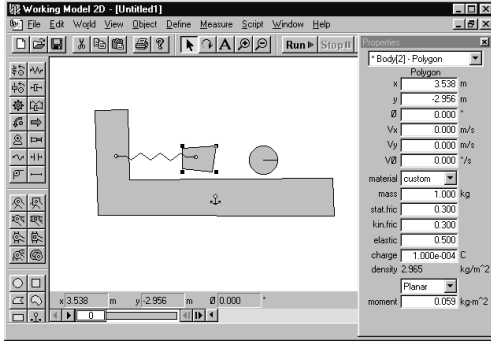 Working Model 2D - [Untitled1]
File Edit World View Object Define Measure Script Window Help
A Run Stop
Properties
* Body[2] - Polygon
Polygon
x 3.538 m
y -2.956 m
Ø 0.000 °
Vx 0.000 m/s
Vy 0.000 m/s
VØ 0.000 °/s
material custom
mass 1.000 kg
stat.fric 0.300
kin.fric 0.300
elastic 0.500
charge 1.000e-004 C
density 2.965 kg/m^2
Planar
moment 0.059 kg-m^2
x 3.538 m y -2.956 m Ø 0.000 °
0